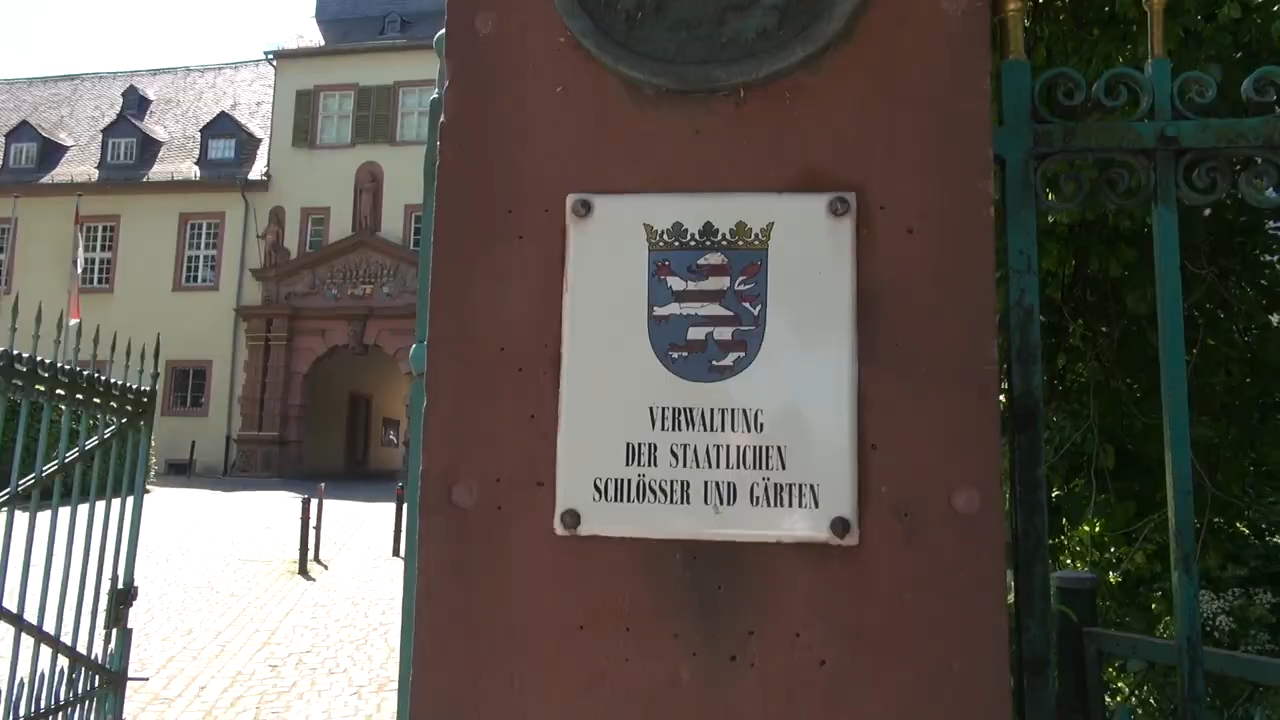 VERWALTUNG
DER STAATLICHEN
SCHLÖSSER UND GÄRTEN